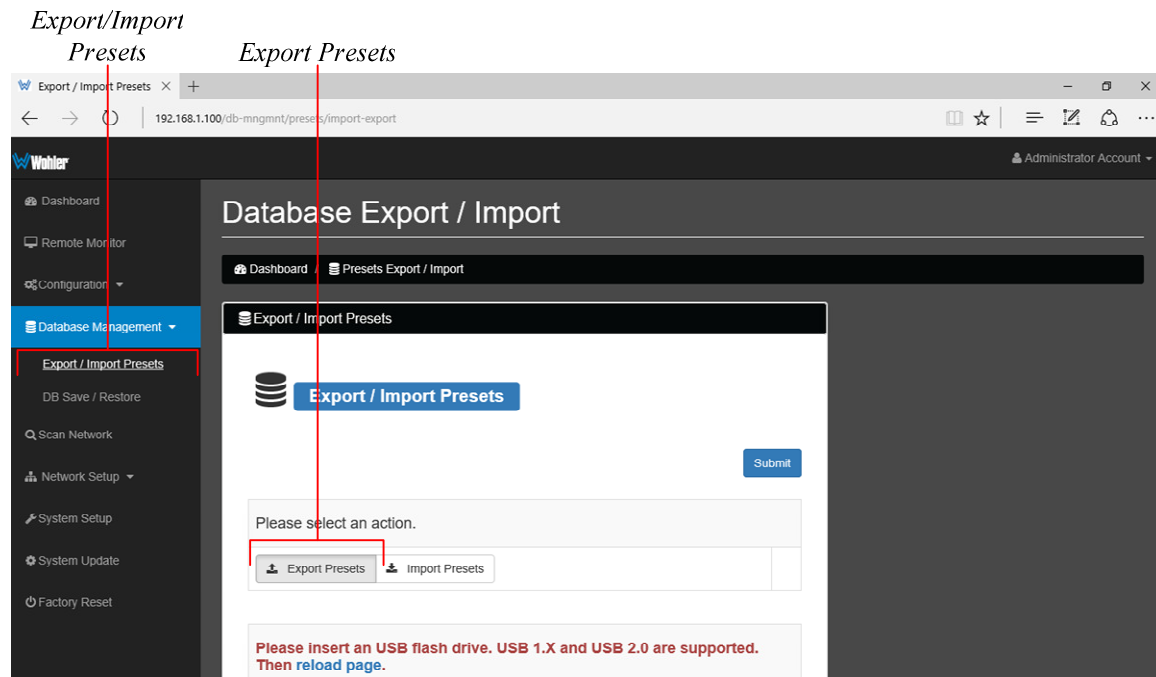 Export/Import
Presets
Export Presets
Export / Import Presets
192.168.1.100/db-mngmnt/presets/import-export
Wohler
Administrator Account
Dashboard
Remote Monitor
Configuration
Database Management
Export / Import Presets
DB Save / Restore
Scan Network
Network Setup
System Setup
System Update
Factory Reset
Database Export / Import
Dashboard / Presets Export / Import
Export / Import Presets
Export / Import Presets
Submit
Please select an action.
Export Presets Import Presets
Please insert an USB flash drive. USB 1.X and USB 2.0 are supported.
Then reload page.